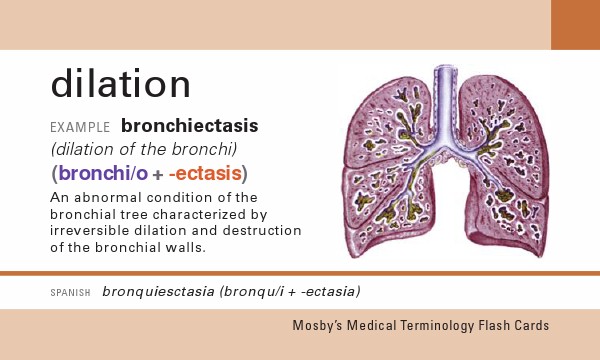 dilation
EXAMPLE bronchiectasis
(dilation of the bronchi)
(bronchi/o + -ectasis)
An abnormal condition of the
bronchial tree characterized by
irreversible dilation and destruction
of the bronchial walls.
SPANISH bronquiesctasia (bronqu/i + -ectasia)
Mosby's Medical Terminology Flash Cards